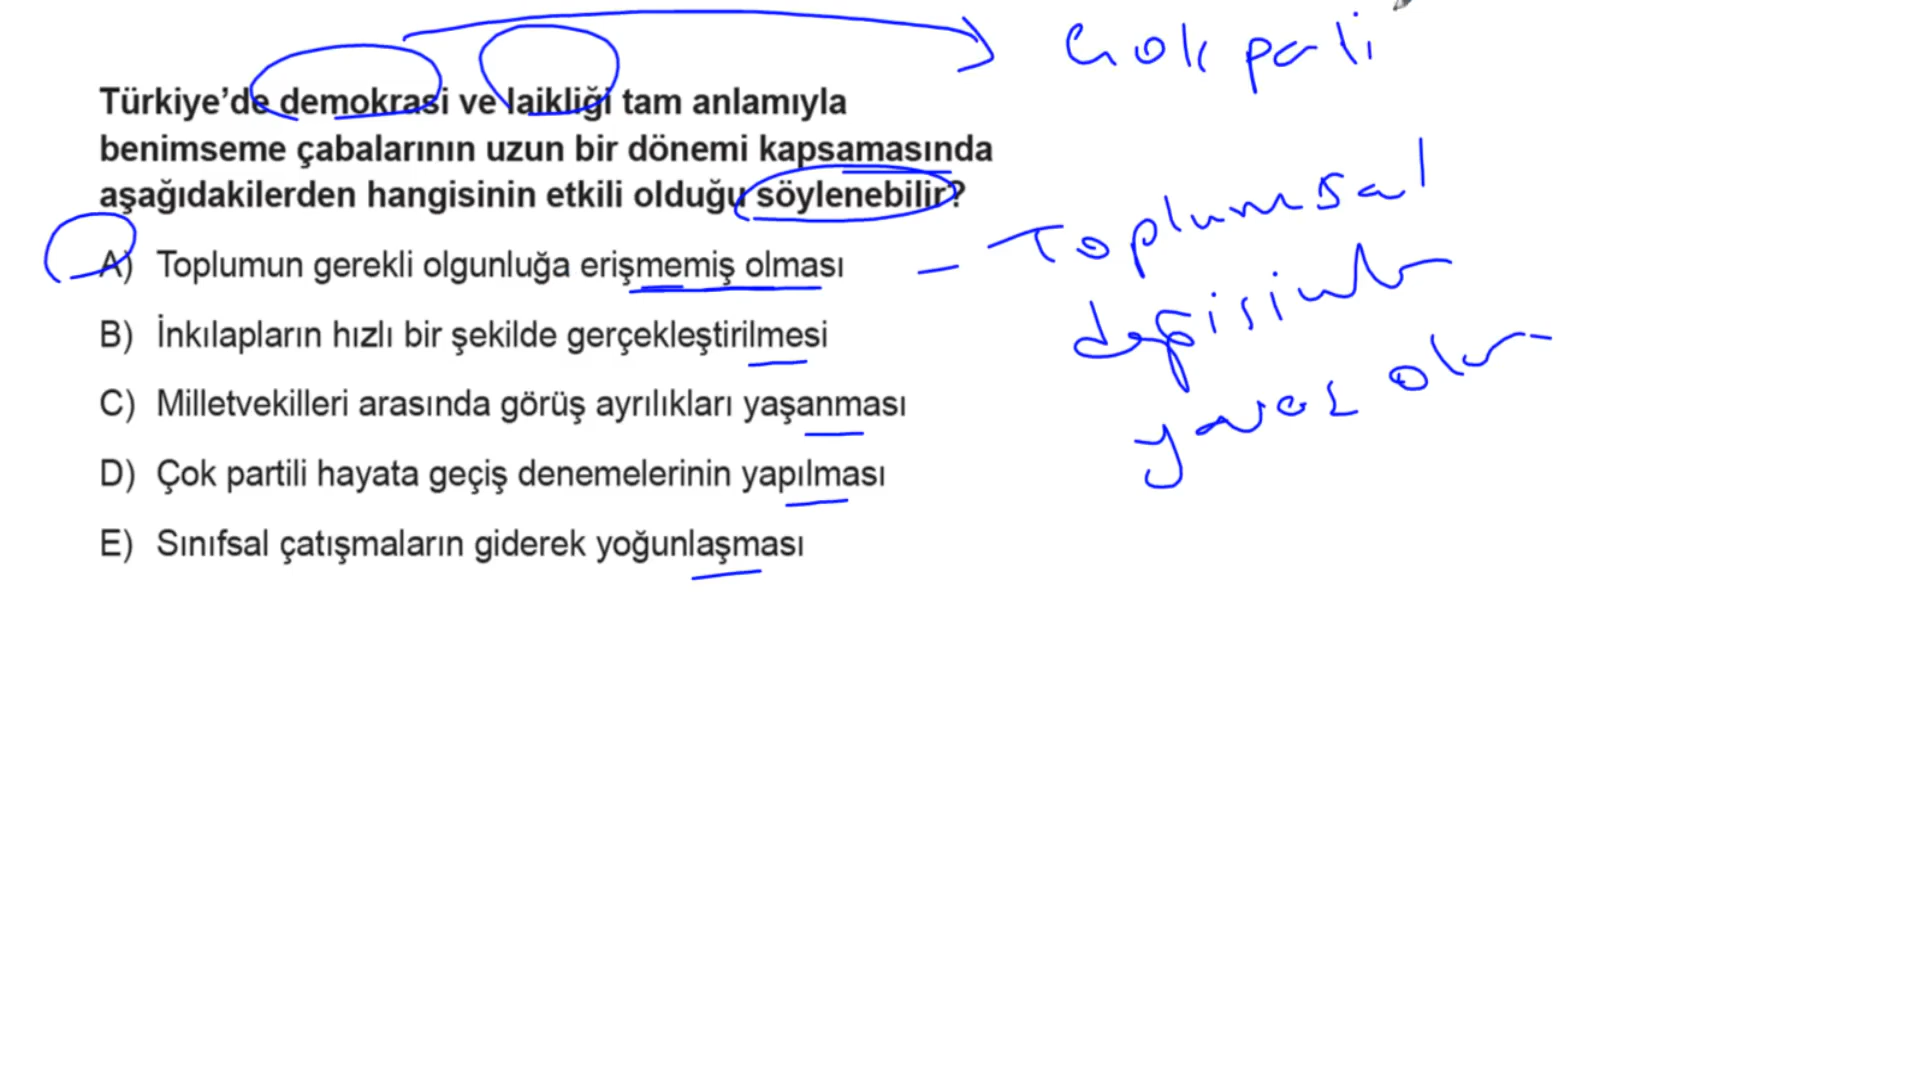 Çok parti
Türkiye’de demokrasi ve laikliği tam anlamıyla
benimseme çabalarının uzun bir dönemi kapsamasında
aşağıdakilerden hangisinin etkili olduğu söylenebilir?
A) Toplumun gerekli olgunluğa erişmemiş olması
B) İnkılapların hızlı bir şekilde gerçekleştirilmesi
C) Milletvekilleri arasında görüş ayrılıkları yaşanması
D) Çok partili hayata geçiş denemelerinin yapılması
E) Sınıfsal çatışmaların giderek yoğunlaşması
- Toplumsal
yavaş olur